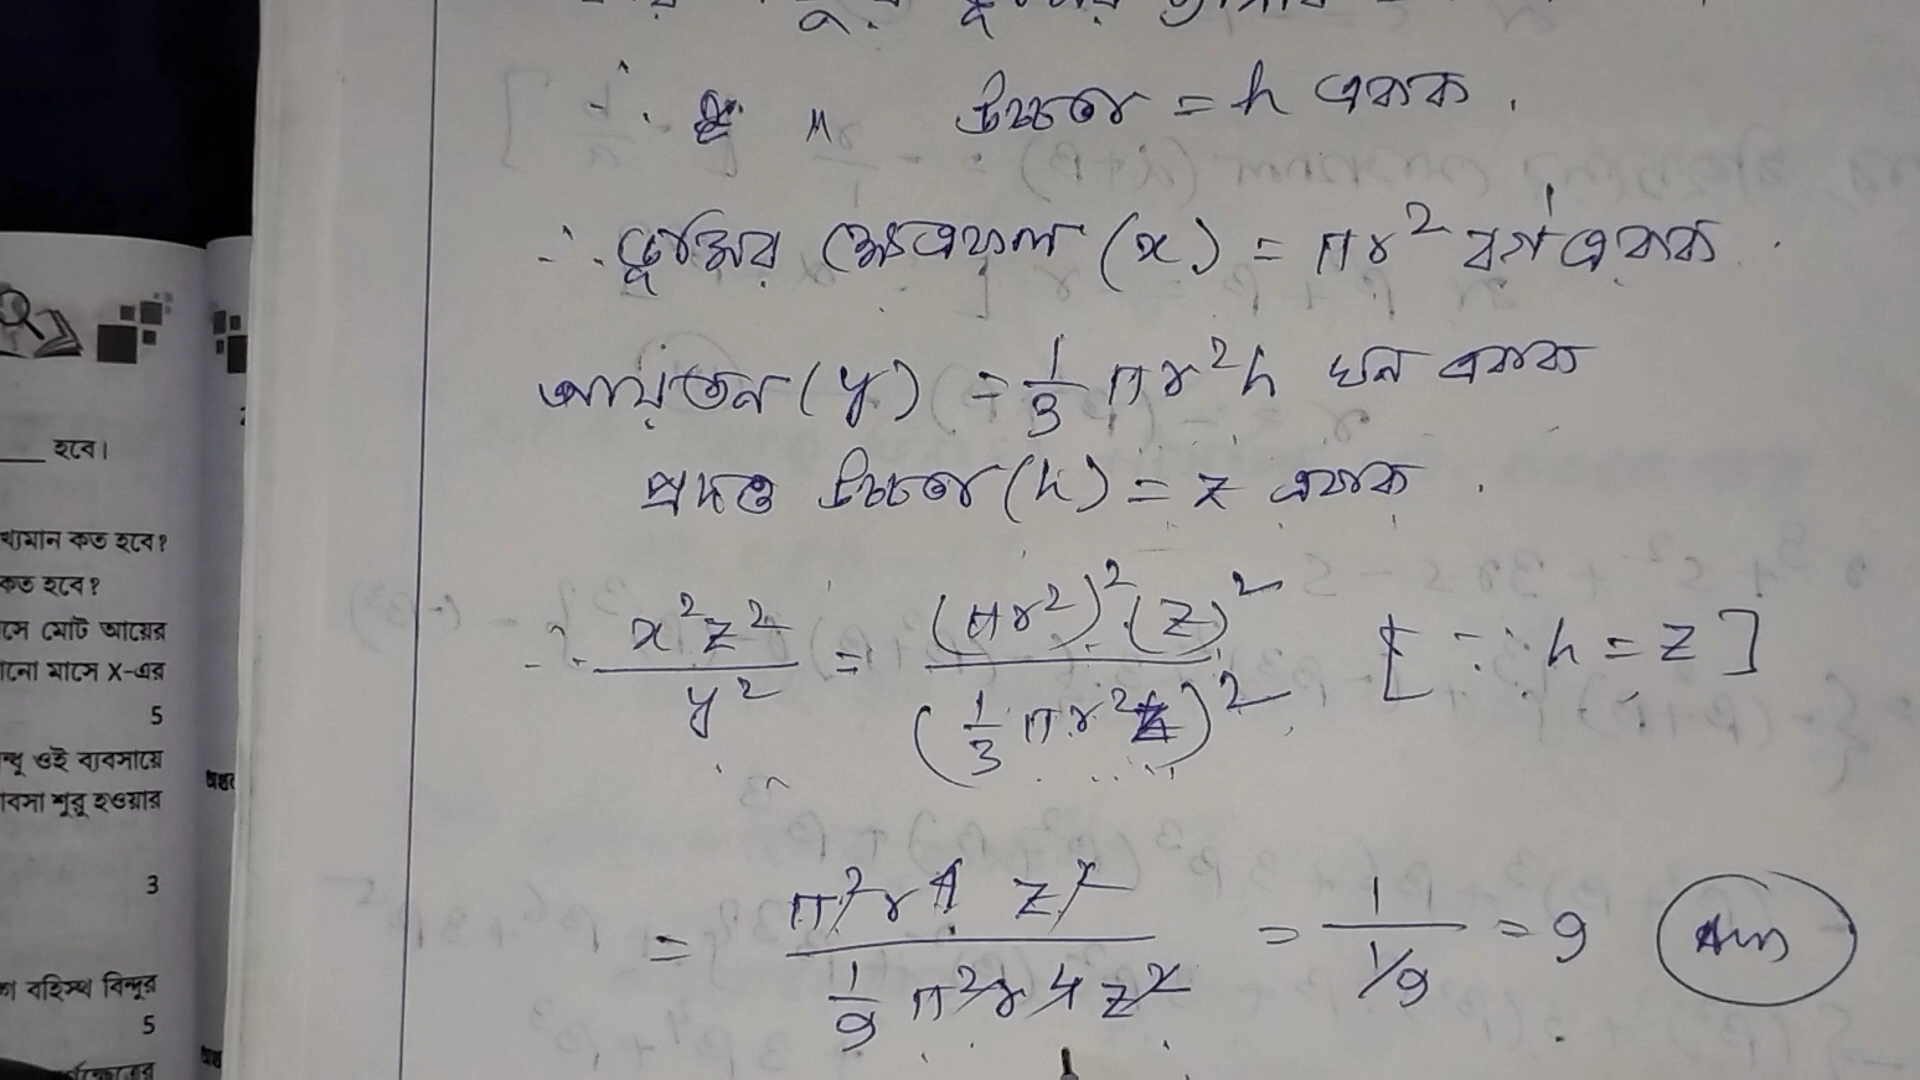 উচ্চতা = h একক.
∴ ভূমির ক্ষেত্রফল (x) = πr² বর্গ একক.
আয়তন (y) = 1/3 πr²h ঘন একক
প্রদত্ত উচ্চতা (h) = z একক.
∴ x²z²/y² = (πr²)²(z)²/(1/3 πr²z)² [∵ h = z]
= π²r⁴z²/(1/9 π²r⁴z²) = 1/(1/9) = 9 Ans
হবে।
কত হবে?
কত হবে?
মোট আয়ের
মাসে X-এর
5
ওই ব্যবসায়ে
শুরু হওয়ার
3
বহিস্থ বিন্দুর
5